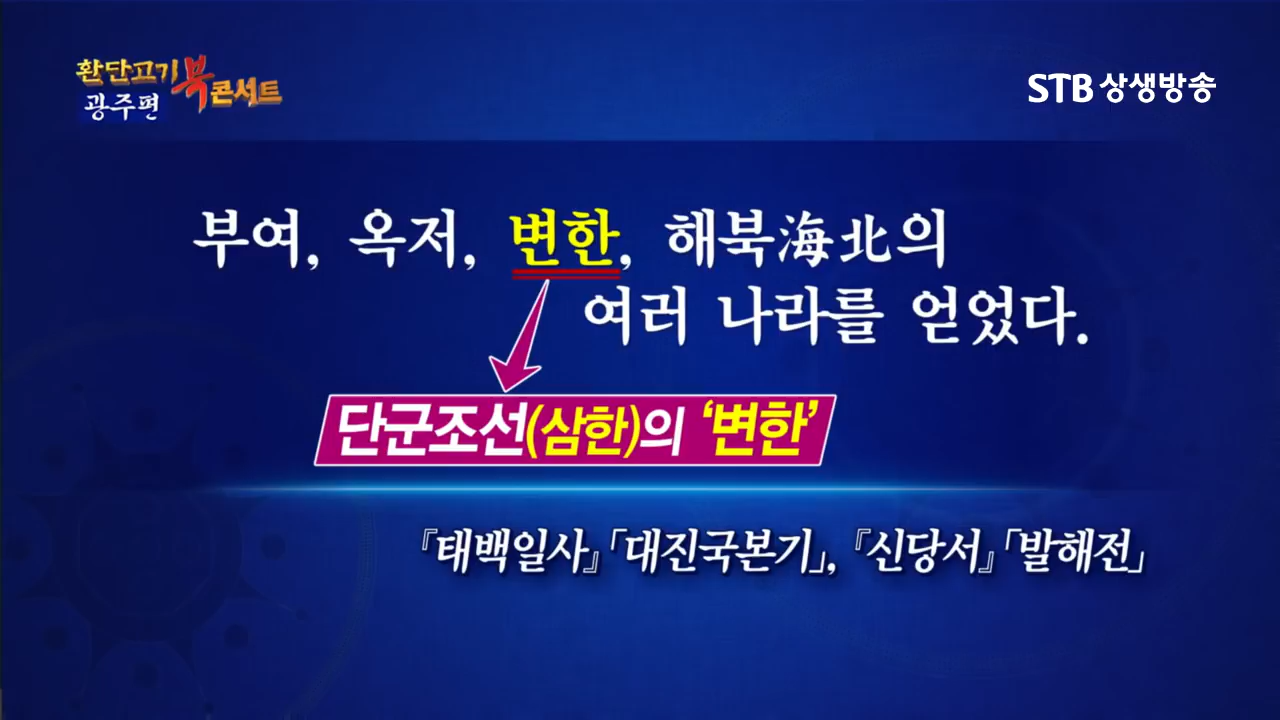 환단고기 북콘서트
광주편
STB 상생방송
부여, 옥저, 변한, 해북海北의
여러 나라를 얻었다.
단군조선(삼한)의 ‘변한’
『태백일사』「대진국본기」, 『신당서』「발해전」